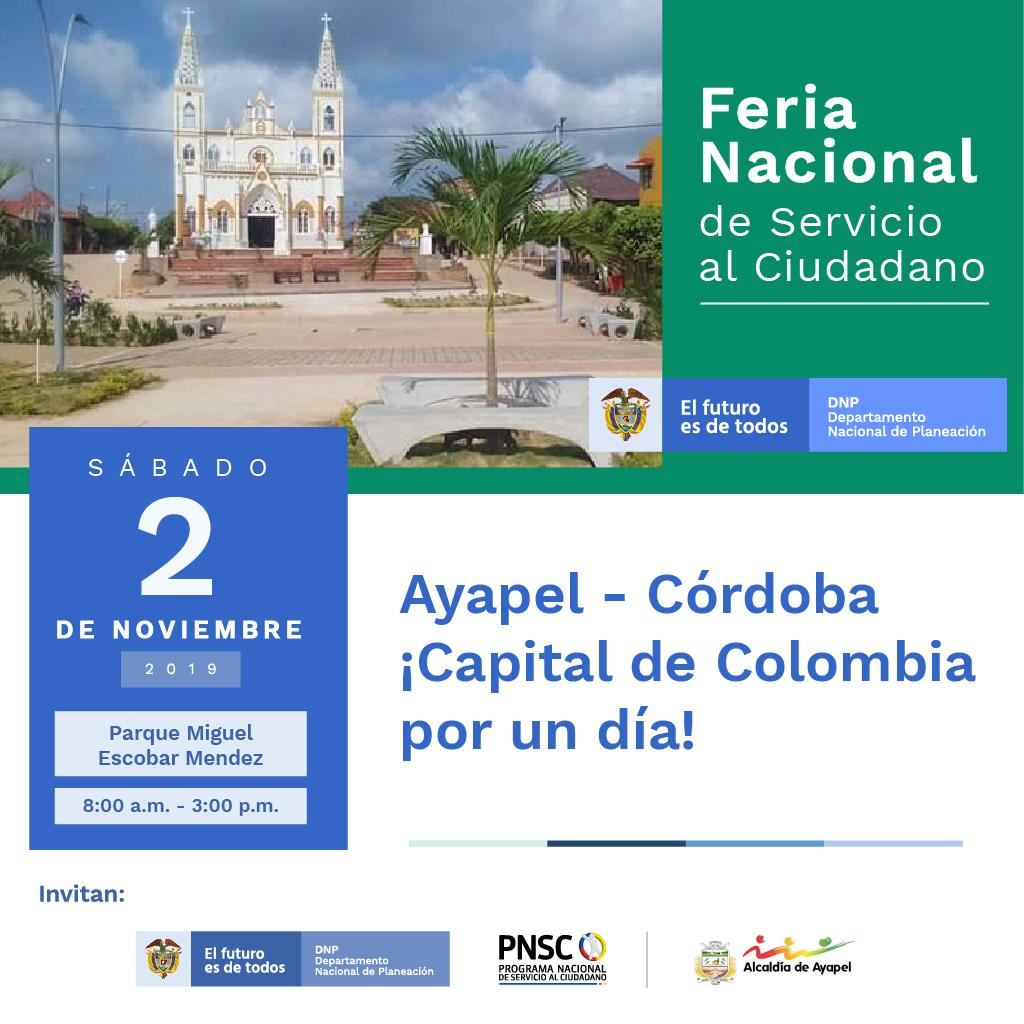 Feria
Nacional
de Servicio
al Ciudadano
El futuro
es de todos
DNP
Departamento
Nacional de Planeación
SÁBADO
2
DE NOVIEMBRE
2019
Parque Miguel
Escobar Mendez
8:00 a.m. - 3:00 p.m.
Ayapel - Córdoba
¡Capital de Colombia
por un día!
Invitan:
El futuro
es de todos
DNP
Departamento
Nacional de Planeación
PNSC
PROGRAMA NACIONAL
DE SERVICIO AL CIUDADANO
Alcaldía de Ayapel